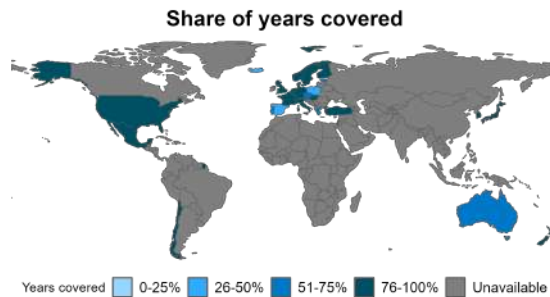 Share of years covered
Years covered 0-25% 26-50% 51-75% 76-100% Unavailable